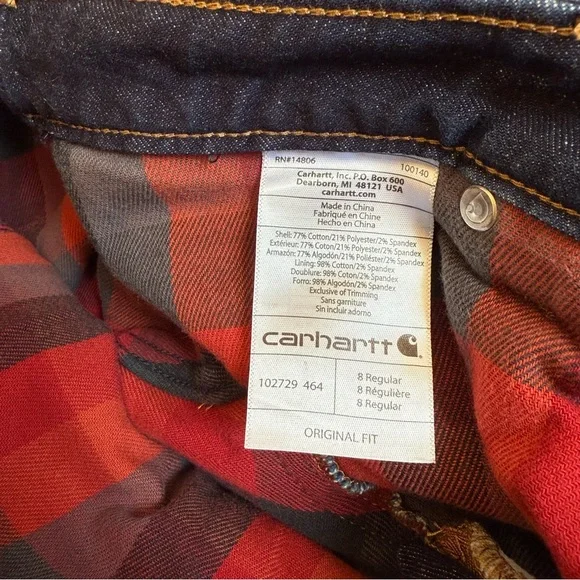 RN#14806 100140
Carhartt, Inc. P.O. Box 600
Dearborn, MI 48121 USA
carhartt.com
Made in China
Fabriqué en Chine
Hecho en China
Shell: 77% Cotton/21% Polyester/2% Spandex
Extérieur: 77% Coton/21% Polyester/2% Spandex
Armazón: 77% Algodón/21% Poliéster/2% Spandex
Lining: 98% Cotton/2% Spandex
Doublure: 98% Coton/2% Spandex
Forro: 98% Algodón/2% Spandex
Exclusive of Trimming
Sans garniture
Sin incluir adorno
carhartt
102729 464
8 Regular
8 Régulière
8 Regular
ORIGINAL FIT